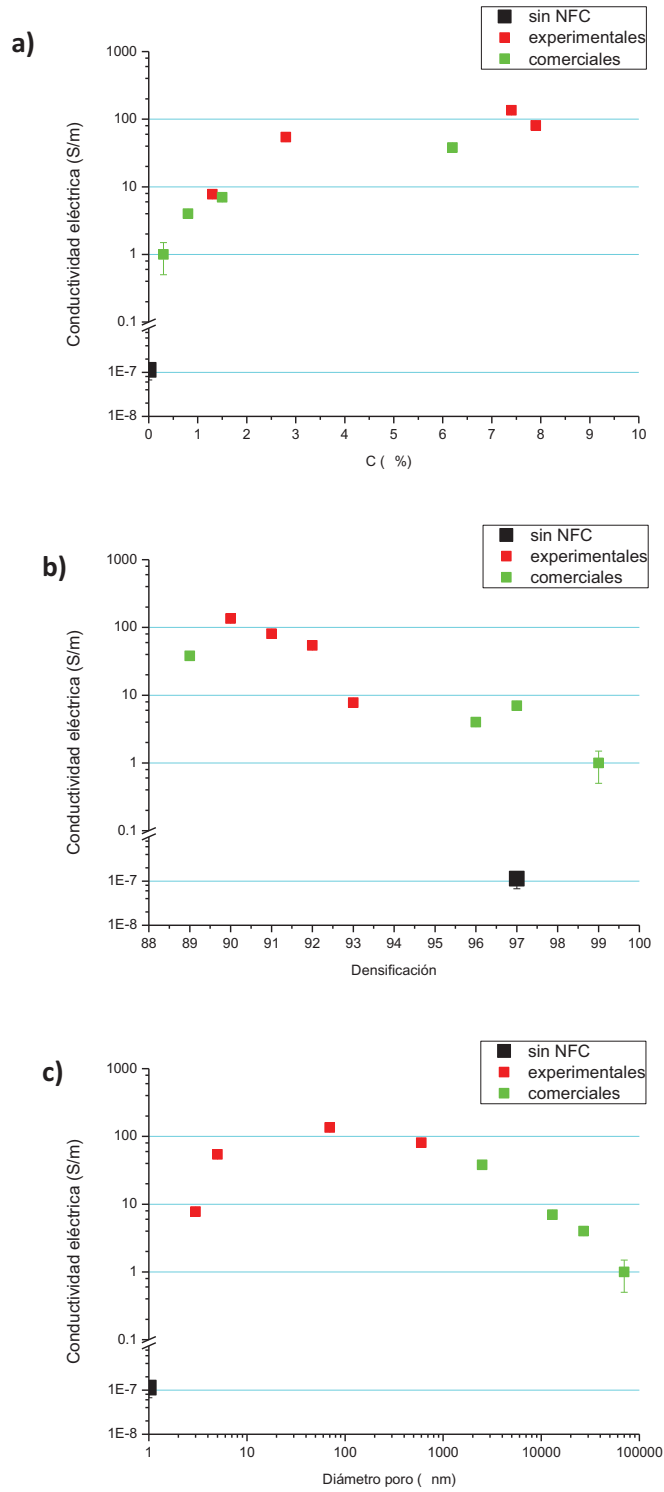 a)
sin NFC
experimentales
comerciales
Conductividad eléctrica (S/m)
1000
100
10
1
0.1
1E-7
1E-8
0 1 2 3 4 5 6 7 8 9 10
C ( %)
b)
sin NFC
experimentales
comerciales
Conductividad eléctrica (S/m)
1000
100
10
1
0.1
1E-7
1E-8
88 89 90 91 92 93 94 95 96 97 98 99 100
Densificación
c)
sin NFC
experimentales
comerciales
Conductividad eléctrica (S/m)
1000
100
10
1
0.1
1E-7
1E-8
1 10 100 1000 10000 100000
Diámetro poro ( nm)